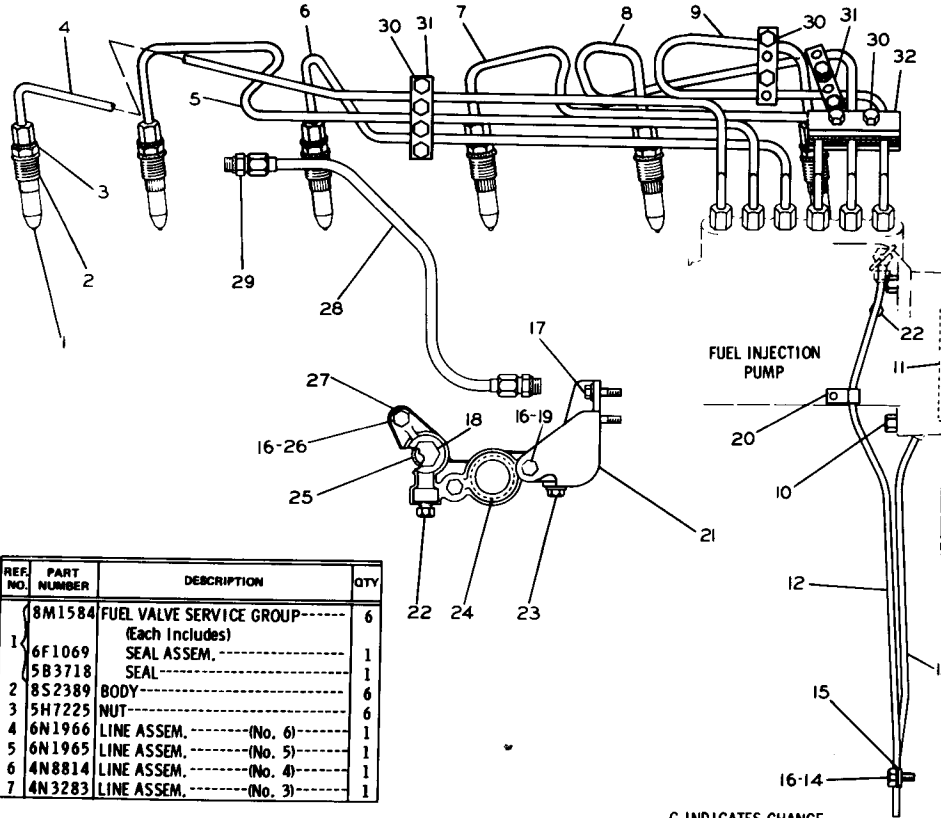 4
6
30
31
7
8
9
30
31
30
32
5
3
2
29
1
28
22
FUEL INJECTION
PUMP
11
17
27
20
18
16-19
16-26
10
25
21
12
22
24
23
REF. NO. PART NUMBER DESCRIPTION QTY
1 8M1584 FUEL VALVE SERVICE GROUP------ 6
(Each Includes)
6F1069 SEAL ASSEM. ---------------- 1
5B3718 SEAL---------------------- 1
2 8S2389 BODY---------------------------- 6
3 5H7225 NUT----------------------------- 6
4 6N1966 LINE ASSEM. --------(No. 6)------ 1
5 6N1965 LINE ASSEM. --------(No. 5)------ 1
6 4N8814 LINE ASSEM. --------(No. 4)------ 1
7 4N3283 LINE ASSEM. --------(No. 3)------ 1
15
16-14